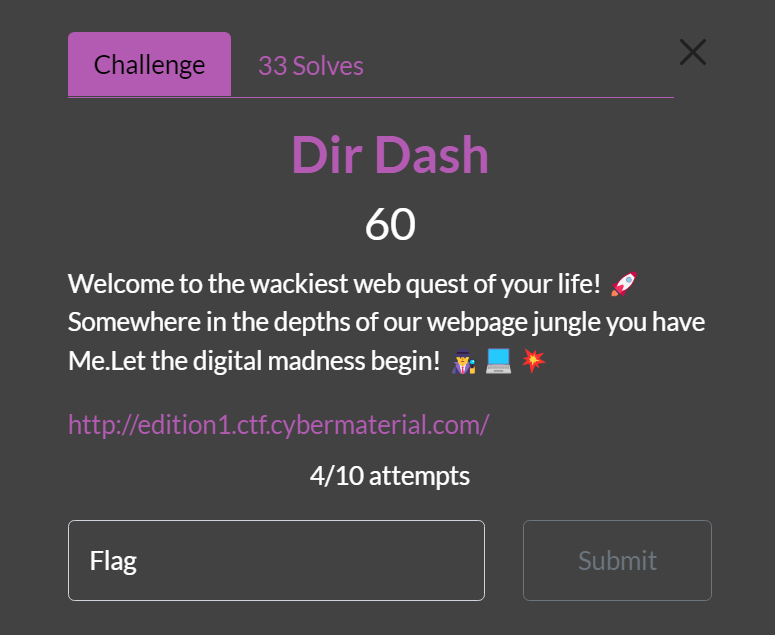 Challenge
33 Solves
Dir Dash
60
Welcome to the wackiest web quest of your life! 🚀
Somewhere in the depths of our webpage jungle you have
Me.Let the digital madness begin! 🕵️ 💻 💥
http://edition1.ctf.cybermaterial.com/
4/10 attempts
Flag
Submit